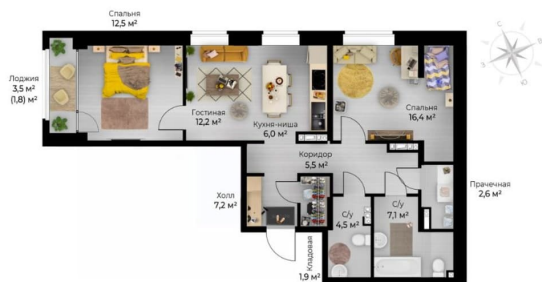 Спальня
12,5 м²
Лоджия
3,5 м²
(1,8) м²
Гостиная
12,2 м²
Кухня-ниша
6,0 м²
Спальня
16,4 м²
Коридор
5,5 м²
Холл
7,2 м²
Прачечная
2,6 м²
С/у
4,5 м²
С/у
7,1 м²
Кладовая
1,9 м²
С
В
Ю